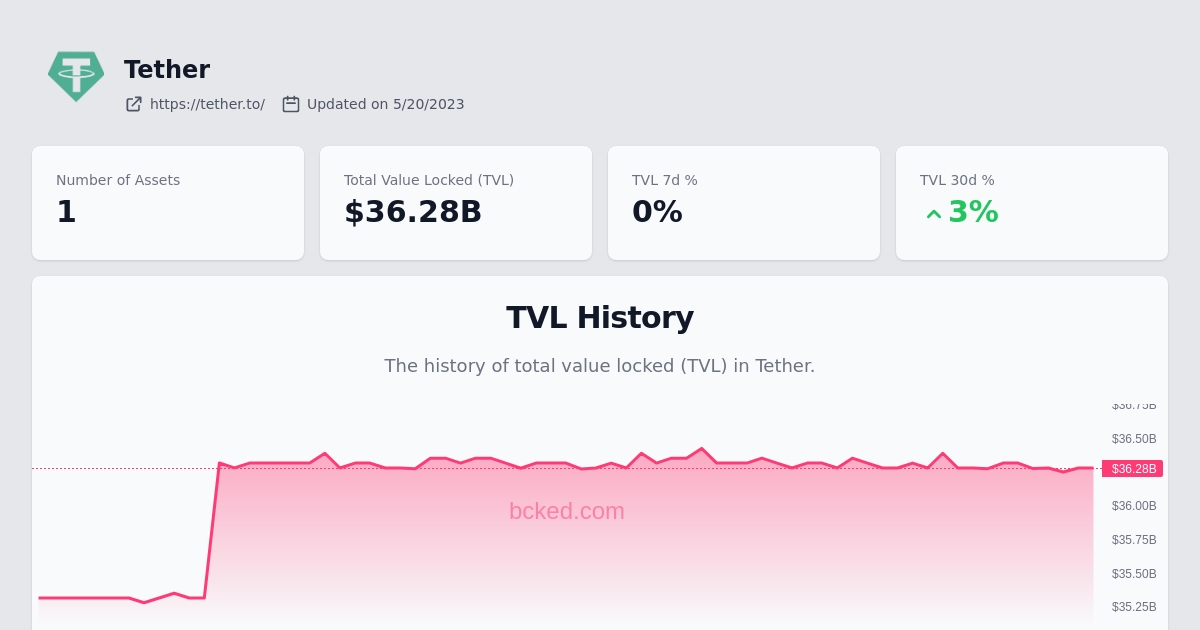 Tether
https://tether.to/ Updated on 5/20/2023
Number of Assets
1
Total Value Locked (TVL)
$36.28B
TVL 7d %
0%
TVL 30d %
3%
TVL History
The history of total value locked (TVL) in Tether.
$36.75B
$36.50B
$36.28B
$36.00B
$35.75B
$35.50B
$35.25B
bcked.com